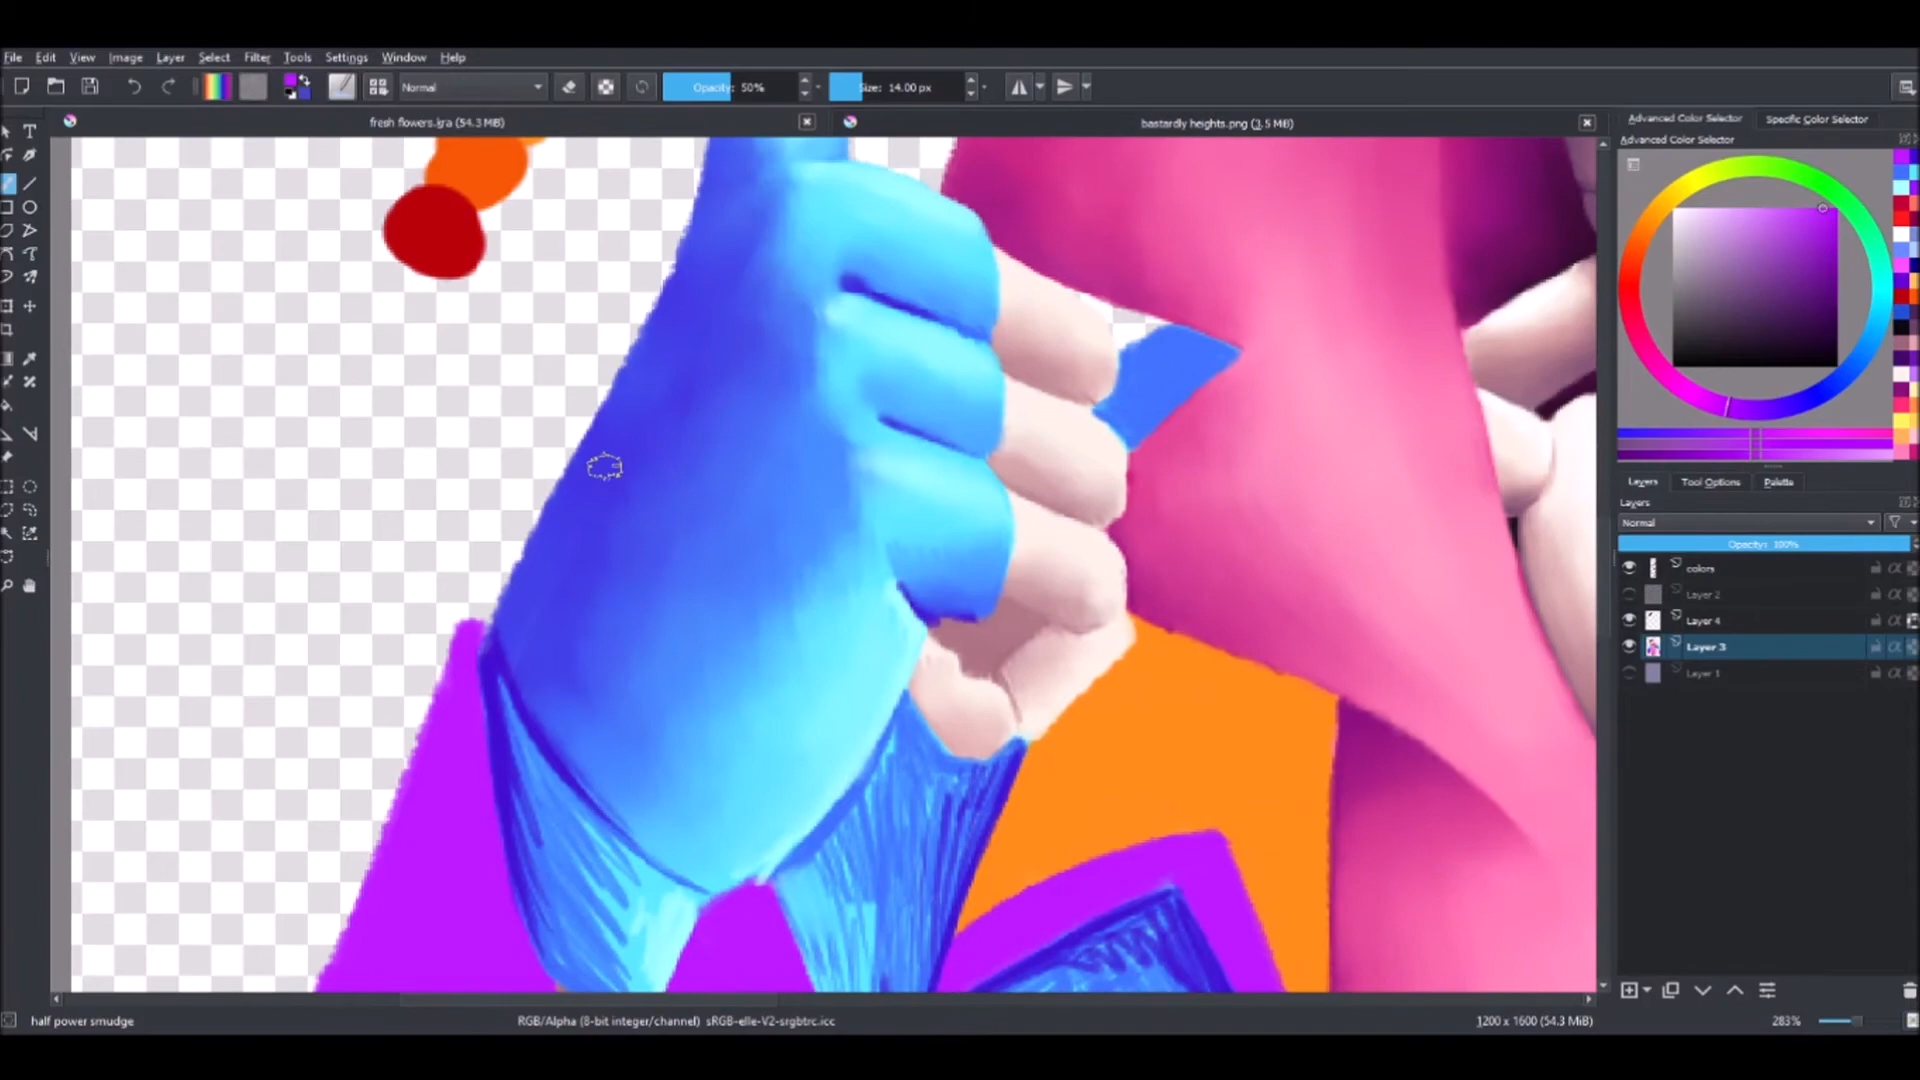 File Edit View Image Layer Select Filter Tools Settings Window Help
Normal Opacity: 50% Size: 14.00 px
fresh flowers.kra (54.3 MiB) bastardly heights.png (3.5 MiB)
Advanced Color Selector Specific Color Selector
Advanced Color Selector
Layers Tool Options Palette
Layers
Normal
Opacity: 100%
colors
Layer 2
Layer 4
Layer 3
Layer 1
half power smudge RGB/Alpha (8-bit integer/channel) sRGB-elle-V2-srgbtrc.icc 1200 x 1600 (54.3 MiB) 283%